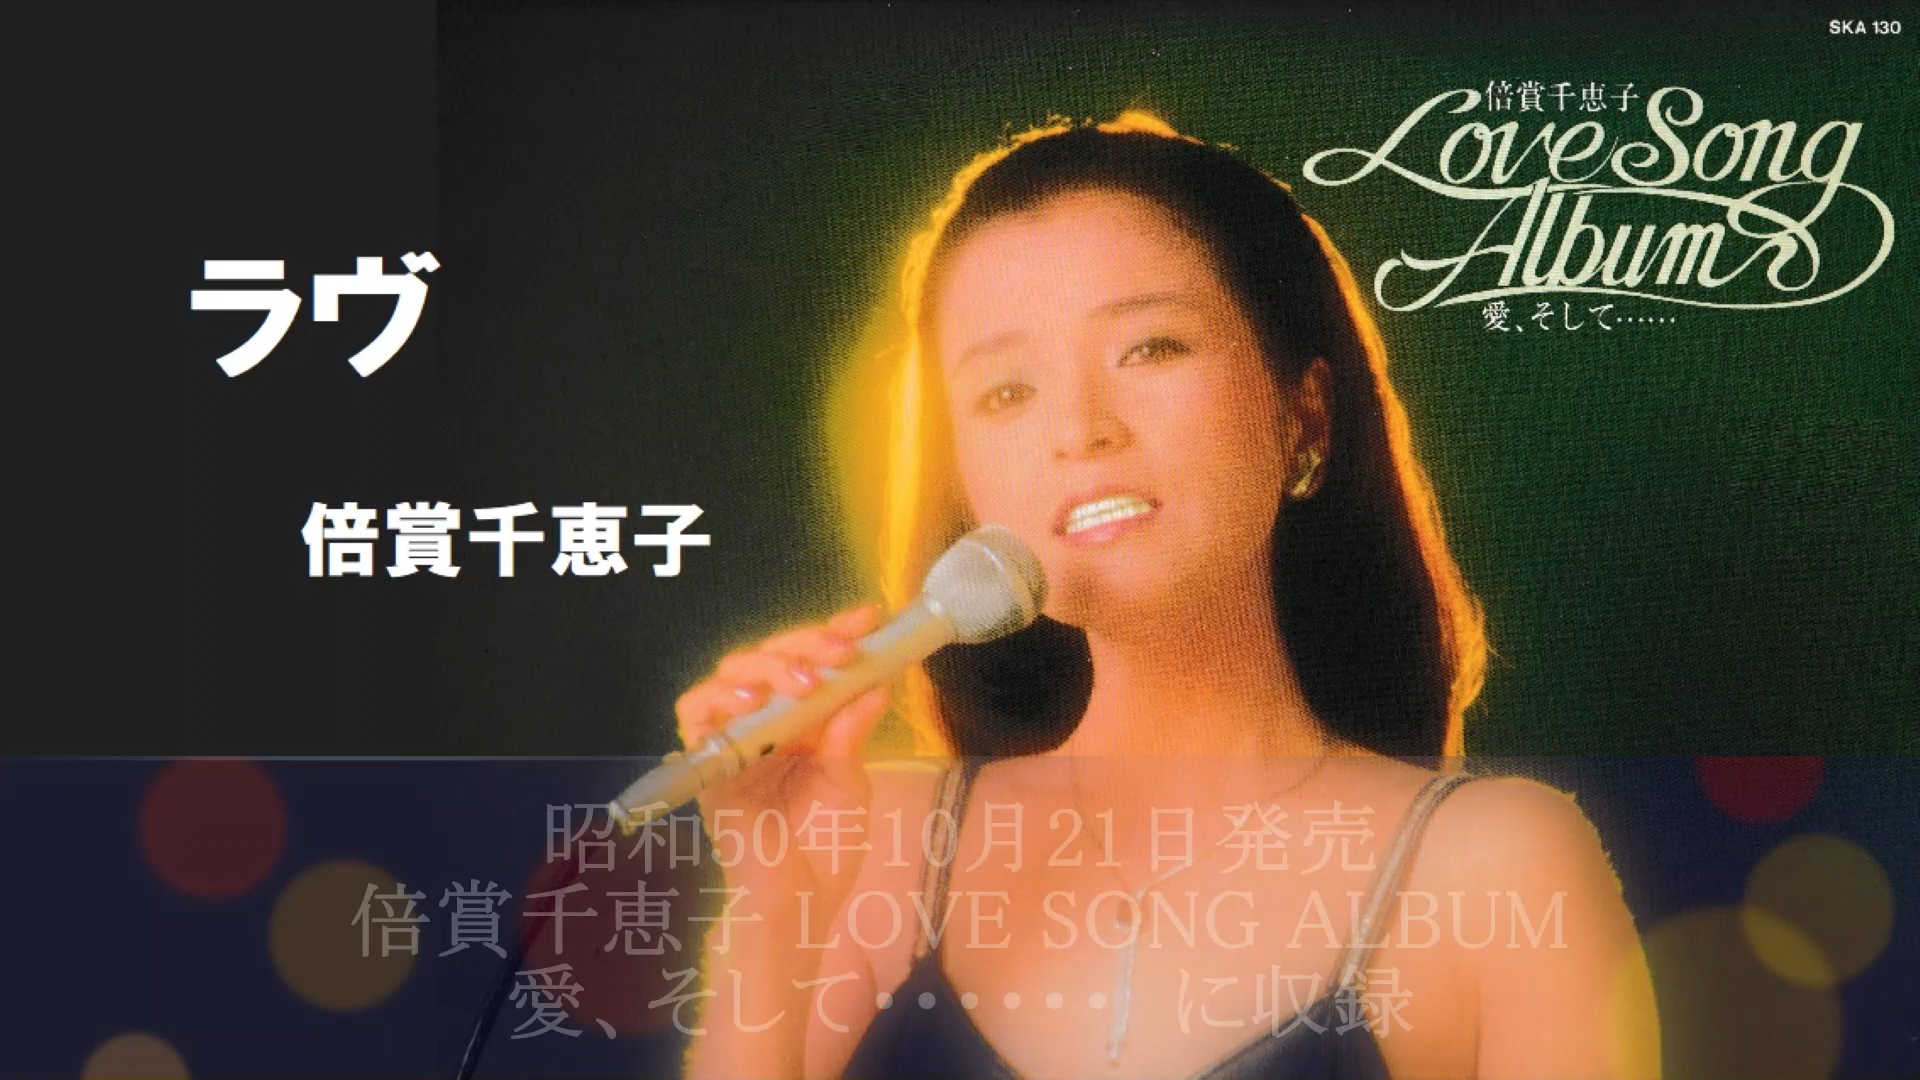 SKA 130
倍賞千恵子
Love Song
Album
愛、そして……
ラヴ
倍賞千恵子
昭和50年10月21日発売
倍賞千恵子 LOVE SONG ALBUM
愛、そして・・・・・・ に収録